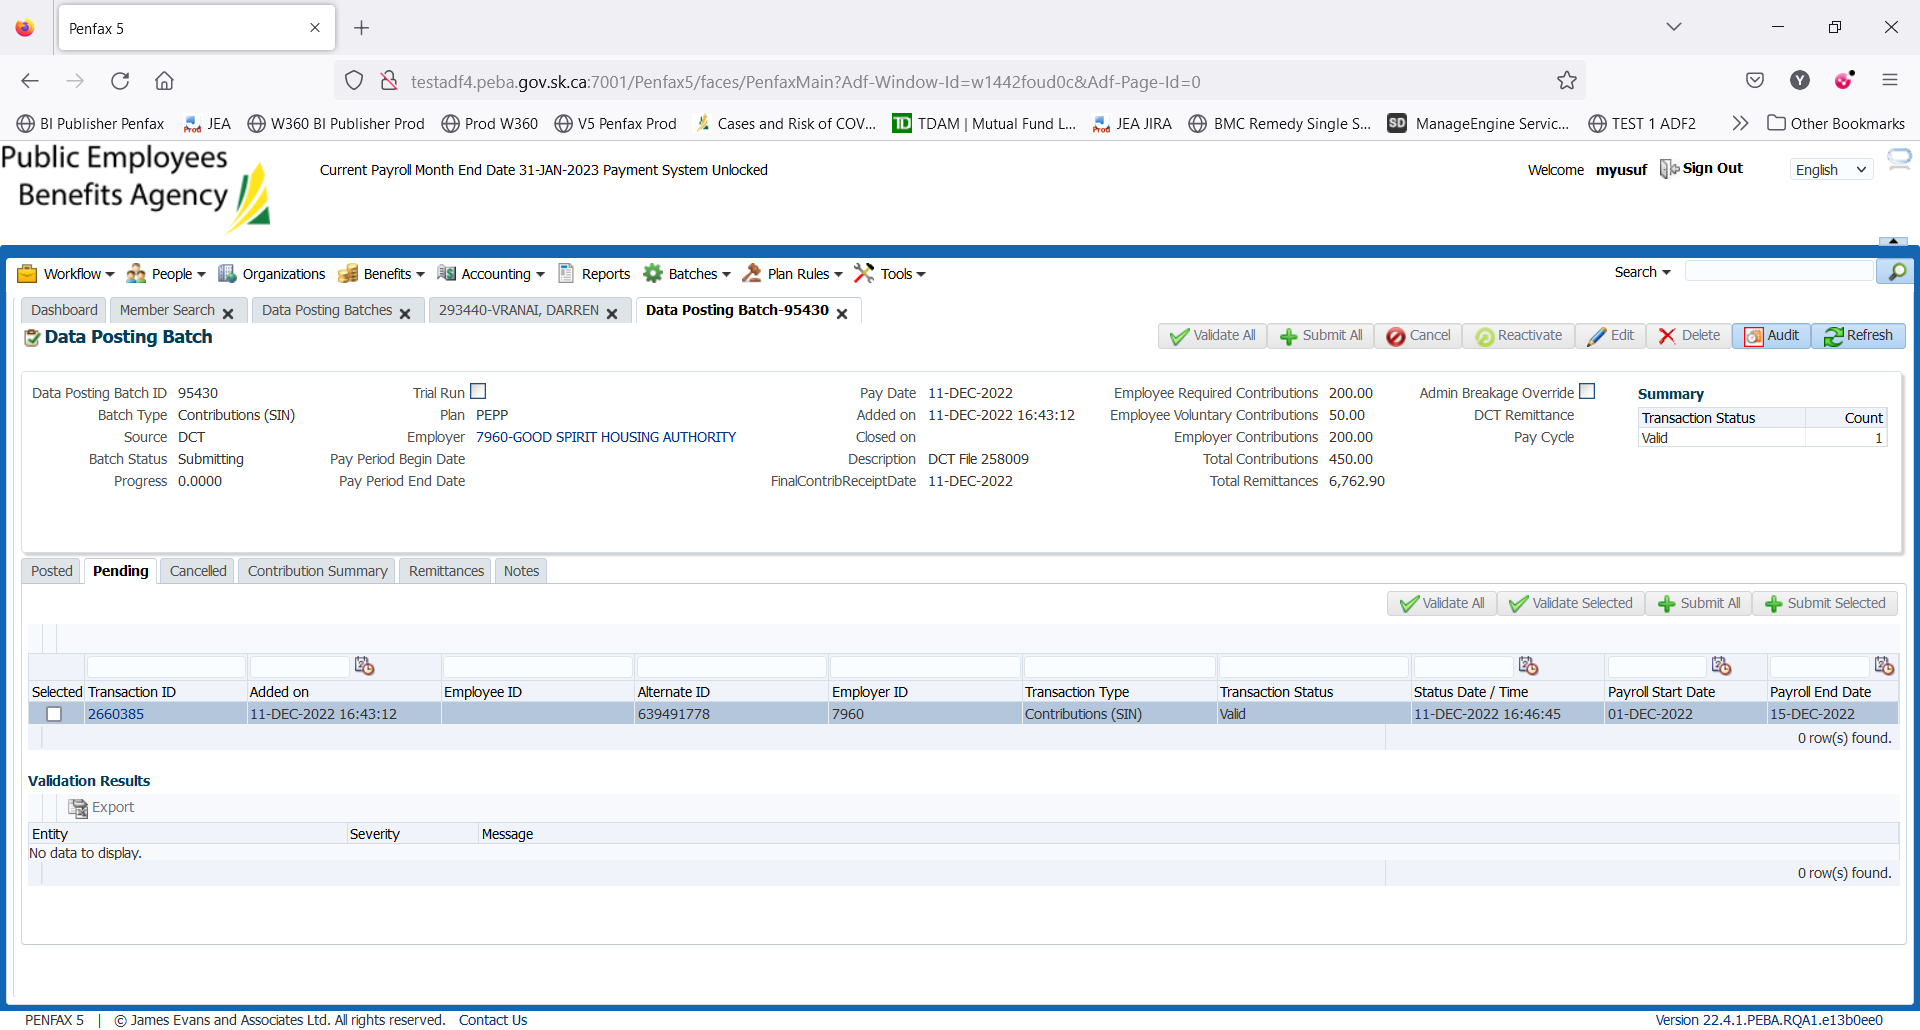 Penfax 5
testadf4.peba.gov.sk.ca:7001/Penfax5/faces/PenfaxMain?Adf-Window-Id=w1442foud0c&Adf-Page-Id=0
Y
BI Publisher Penfax Prod JEA W360 BI Publisher Prod Prod W360 V5 Penfax Prod Cases and Risk of COV... TD TDAM | Mutual Fund L... Prod JEA JIRA BMC Remedy Single S... SD ManageEngine Servic... TEST 1 ADF2 Other Bookmarks
Public Employees
Benefits Agency
Current Payroll Month End Date 31-JAN-2023 Payment System Unlocked
Welcome myusuf Sign Out English
Workflow People Organizations Benefits Accounting Reports Batches Plan Rules Tools Search
Dashboard Member Search Data Posting Batches 293440-VRANAI, DARREN Data Posting Batch-95430
Data Posting Batch Validate All Submit All Cancel Reactivate Edit Delete Audit Refresh
Data Posting Batch ID 95430 Trial Run Pay Date 11-DEC-2022 Employee Required Contributions 200.00 Admin Breakage Override Summary
Batch Type Contributions (SIN) Plan PEPP Added on 11-DEC-2022 16:43:12 Employee Voluntary Contributions 50.00 DCT Remittance Transaction Status Count
Source DCT Employer 7960-GOOD SPIRIT HOUSING AUTHORITY Closed on Employer Contributions 200.00 Pay Cycle Valid 1
Batch Status Submitting Pay Period Begin Date Description DCT File 258009 Total Contributions 450.00
Progress 0.0000 Pay Period End Date FinalContribReceiptDate 11-DEC-2022 Total Remittances 6,762.90
Posted Pending Cancelled Contribution Summary Remittances Notes
Validate All Validate Selected Submit All Submit Selected
Selected Transaction ID Added on Employee ID Alternate ID Employer ID Transaction Type Transaction Status Status Date / Time Payroll Start Date Payroll End Date
2660385 11-DEC-2022 16:43:12 639491778 7960 Contributions (SIN) Valid 11-DEC-2022 16:46:45 01-DEC-2022 15-DEC-2022
0 row(s) found.
Validation Results
Export
Entity Severity Message
No data to display.
0 row(s) found.
PENFAX 5 | © James Evans and Associates Ltd. All rights reserved. Contact Us Version 22.4.1.PEBA.RQA1.e13b0ee0